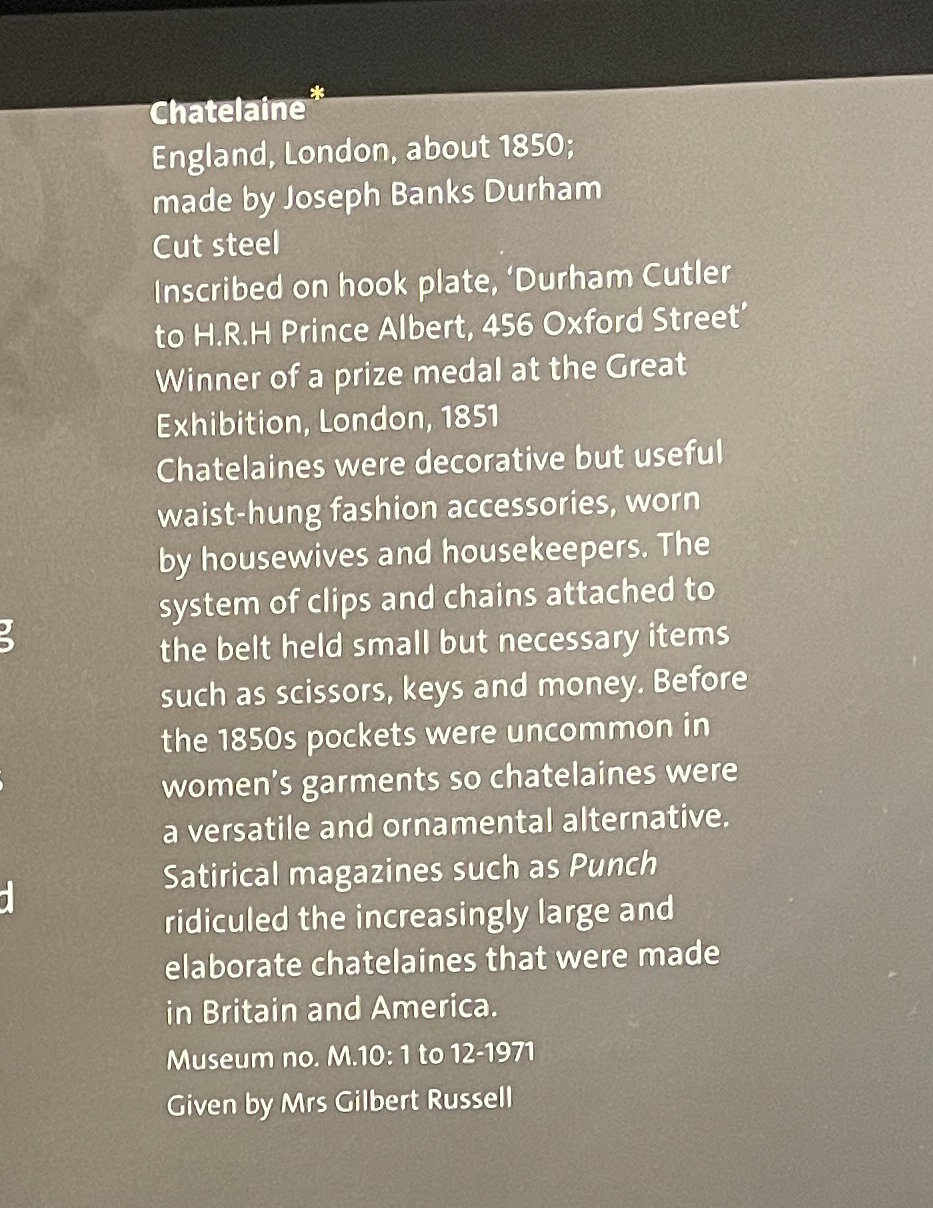 Chatelaine*
England, London, about 1850;
made by Joseph Banks Durham
Cut steel
Inscribed on hook plate, ‘Durham Cutler
to H.R.H Prince Albert, 456 Oxford Street’
Winner of a prize medal at the Great
Exhibition, London, 1851
Chatelaines were decorative but useful
waist-hung fashion accessories, worn
by housewives and housekeepers. The
system of clips and chains attached to
the belt held small but necessary items
such as scissors, keys and money. Before
the 1850s pockets were uncommon in
women’s garments so chatelaines were
a versatile and ornamental alternative.
Satirical magazines such as Punch
ridiculed the increasingly large and
elaborate chatelaines that were made
in Britain and America.
Museum no. M.10: 1 to 12-1971
Given by Mrs Gilbert Russell